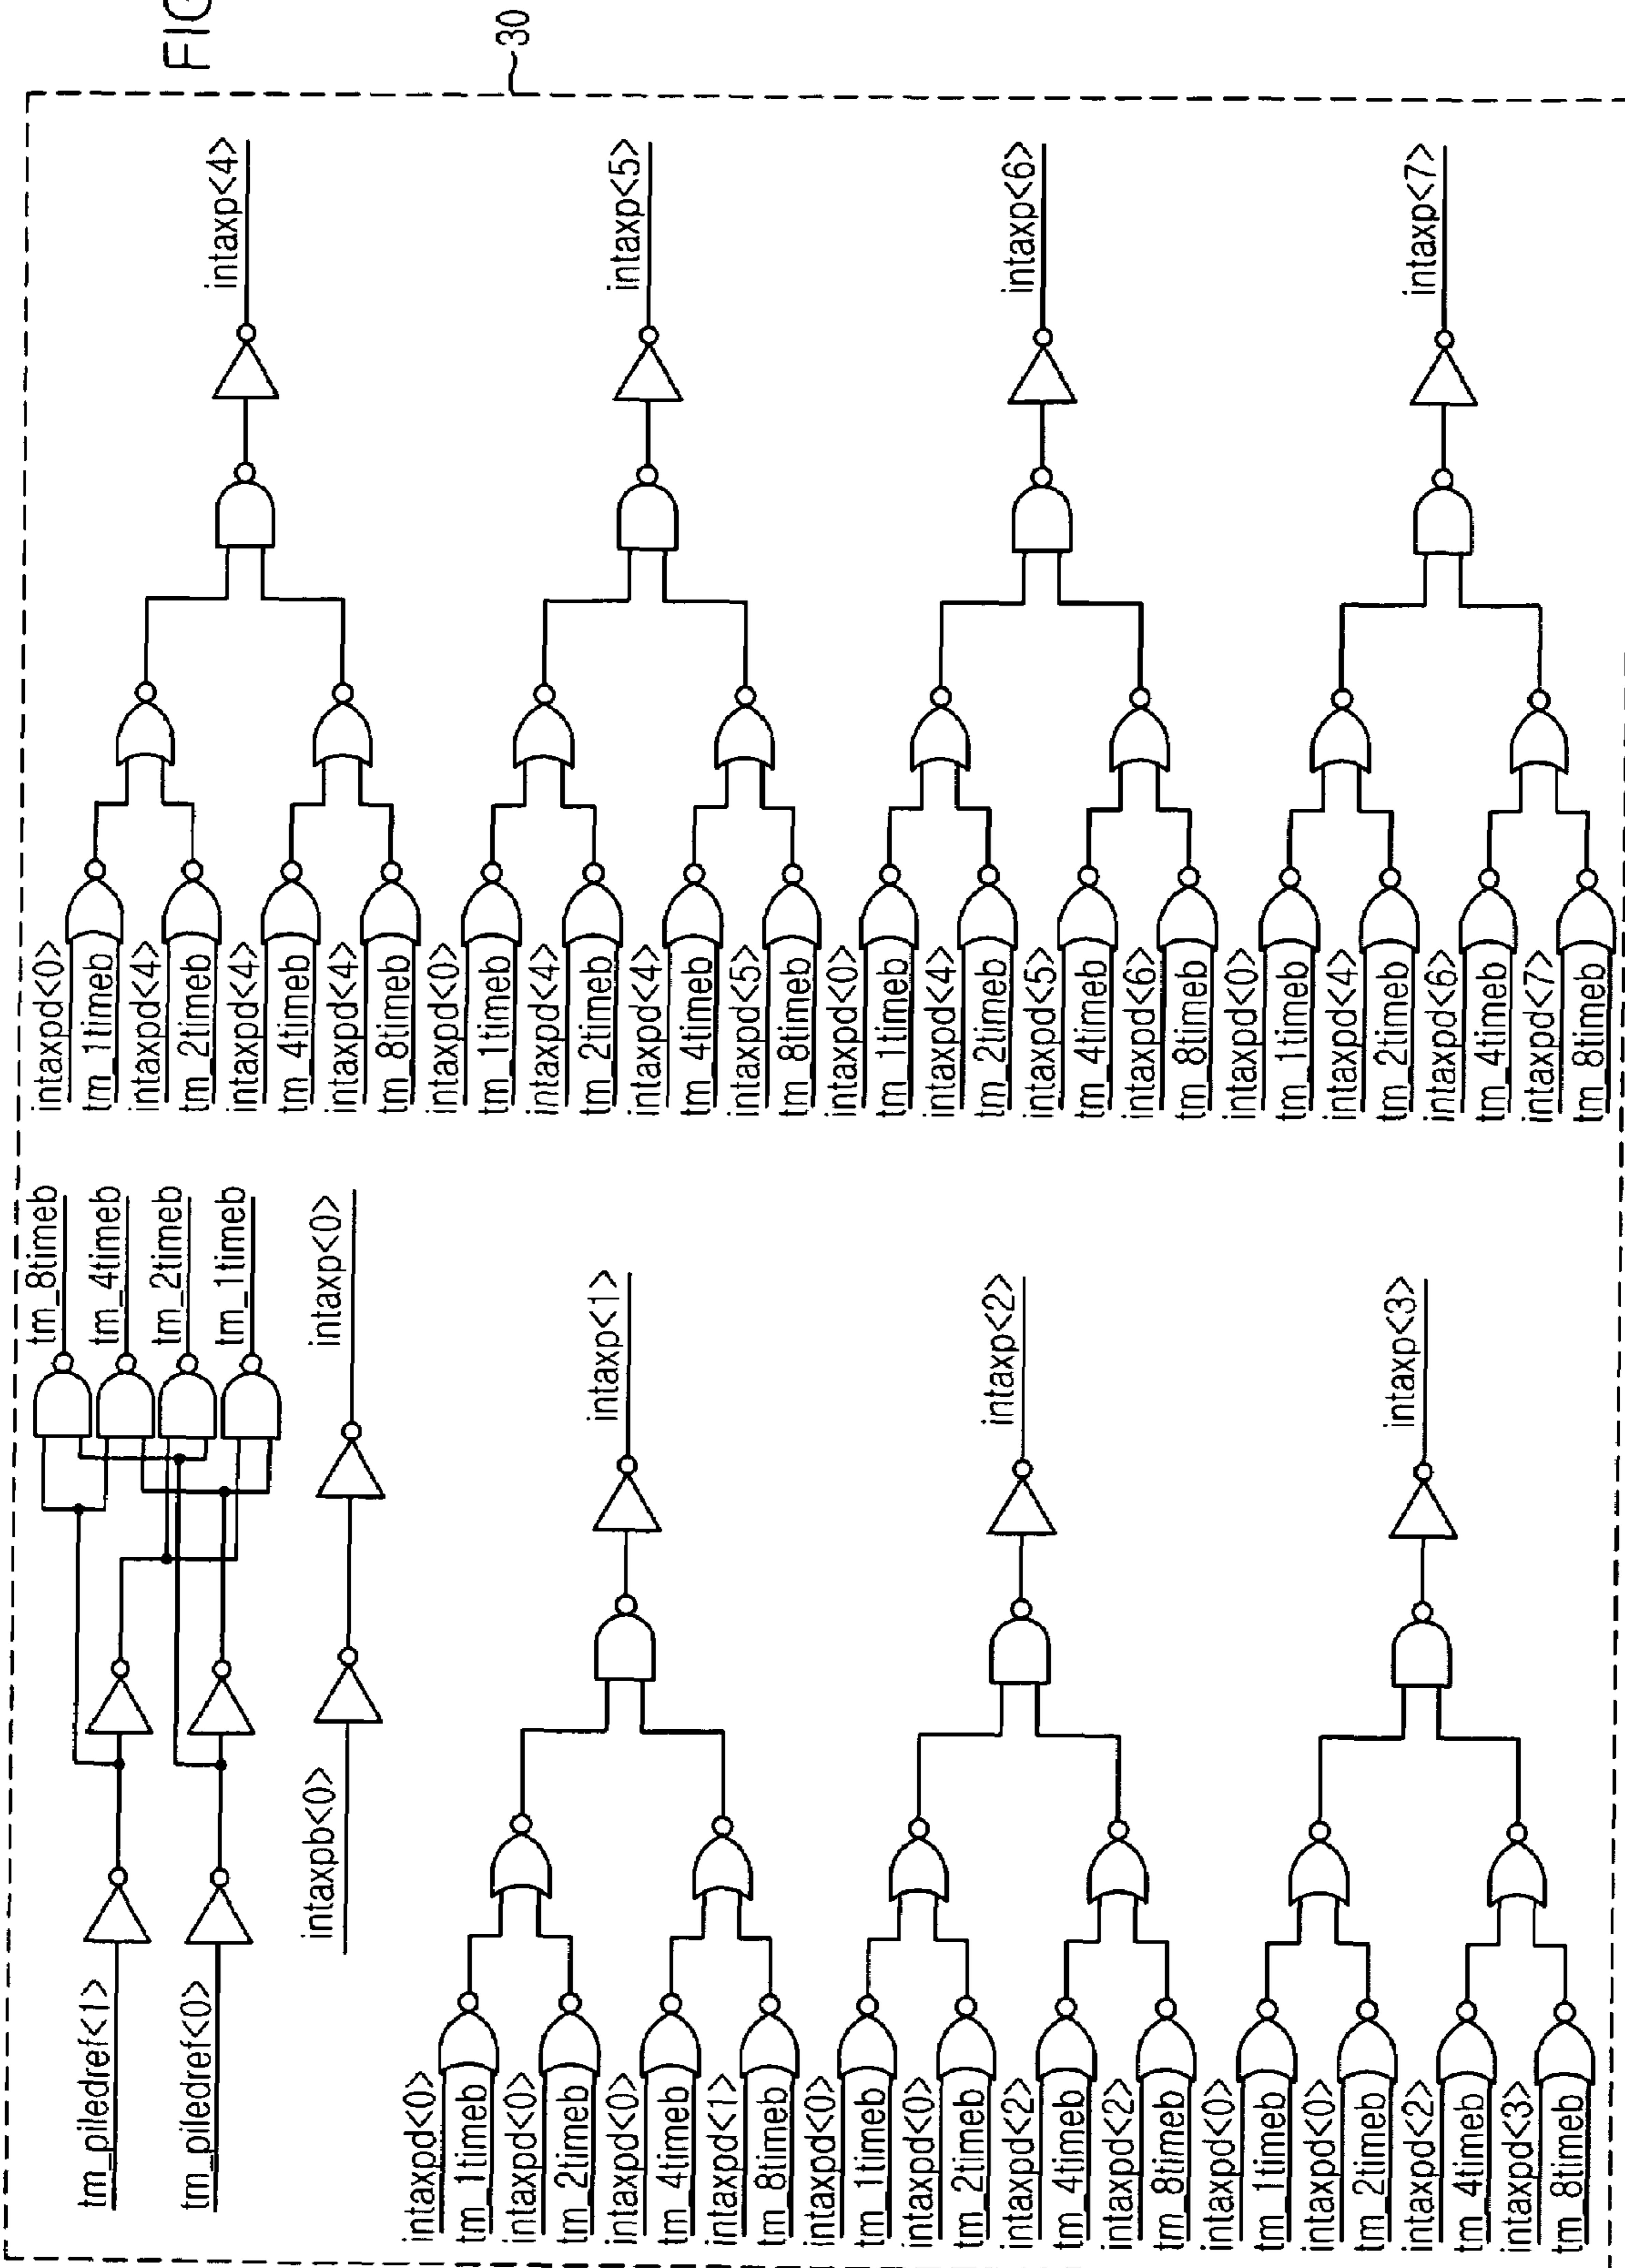 FIG
30
tm_piledref<1>
tm_piledref<0>
tm_8timeb
tm_4timeb
tm_2timeb
tm_1timeb
intaxpb<0>
intaxp<0>
intaxpd<0>
tm_1timeb
intaxpd<0>
tm_2timeb
intaxpd<0>
tm_4timeb
intaxpd<1>
tm_8timeb
intaxp<1>
intaxpd<0>
tm_1timeb
intaxpd<0>
tm_2timeb
intaxpd<2>
tm_4timeb
intaxpd<2>
tm_8timeb
intaxp<2>
intaxpd<0>
tm_1timeb
intaxpd<0>
tm_2timeb
intaxpd<2>
tm_4timeb
intaxpd<3>
tm_8timeb
intaxp<3>
intaxpd<0>
tm_1timeb
intaxpd<4>
tm_2timeb
intaxpd<4>
tm_4timeb
intaxpd<4>
tm_8timeb
intaxp<4>
intaxpd<0>
tm_1timeb
intaxpd<4>
tm_2timeb
intaxpd<4>
tm_4timeb
intaxpd<5>
tm_8timeb
intaxp<5>
intaxpd<0>
tm_1timeb
intaxpd<4>
tm_2timeb
intaxpd<5>
tm_4timeb
intaxpd<6>
tm_8timeb
intaxp<6>
intaxpd<0>
tm_1timeb
intaxpd<4>
tm_2timeb
intaxpd<6>
tm_4timeb
intaxpd<7>
tm_8timeb
intaxp<7>